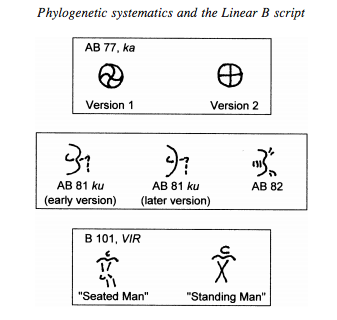 Phylogenetic systematics and the Linear B script
AB 77, ka
Version 1 Version 2
AB 81 ku AB 81 ku AB 82
(early version) (later version)
B 101, VIR
"Seated Man" "Standing Man"